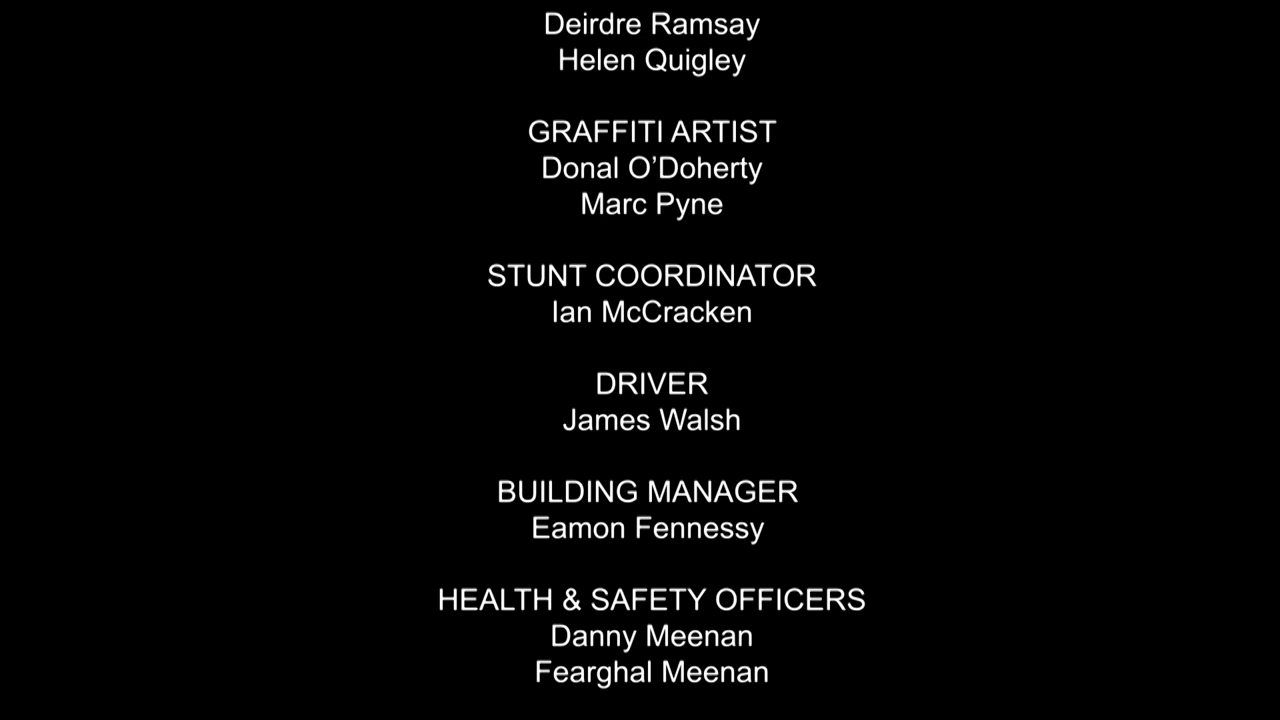 Deirdre Ramsay
Helen Quigley
GRAFFITI ARTIST
Donal O’Doherty
Marc Pyne
STUNT COORDINATOR
Ian McCracken
DRIVER
James Walsh
BUILDING MANAGER
Eamon Fennessy
HEALTH & SAFETY OFFICERS
Danny Meenan
Fearghal Meenan